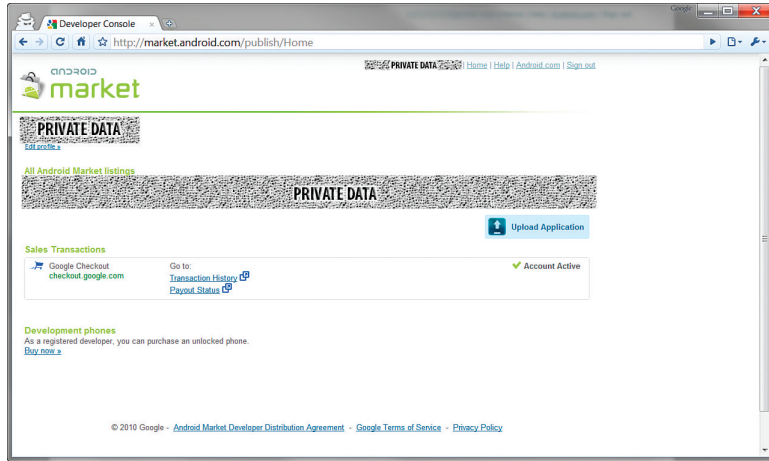 Google
Developer Console
http://market.android.com/publish/Home
PRIVATE DATA | Home | Help | Android.com | Sign out
android
market
PRIVATE DATA
Edit profile »
All Android Market listings
PRIVATE DATA
Upload Application
Sales Transactions
Google Checkout
checkout.google.com
Go to:
Transaction History
Payout Status
Account Active
Development phones
As a registered developer, you can purchase an unlocked phone.
Buy now »
© 2010 Google - Android Market Developer Distribution Agreement - Google Terms of Service - Privacy Policy